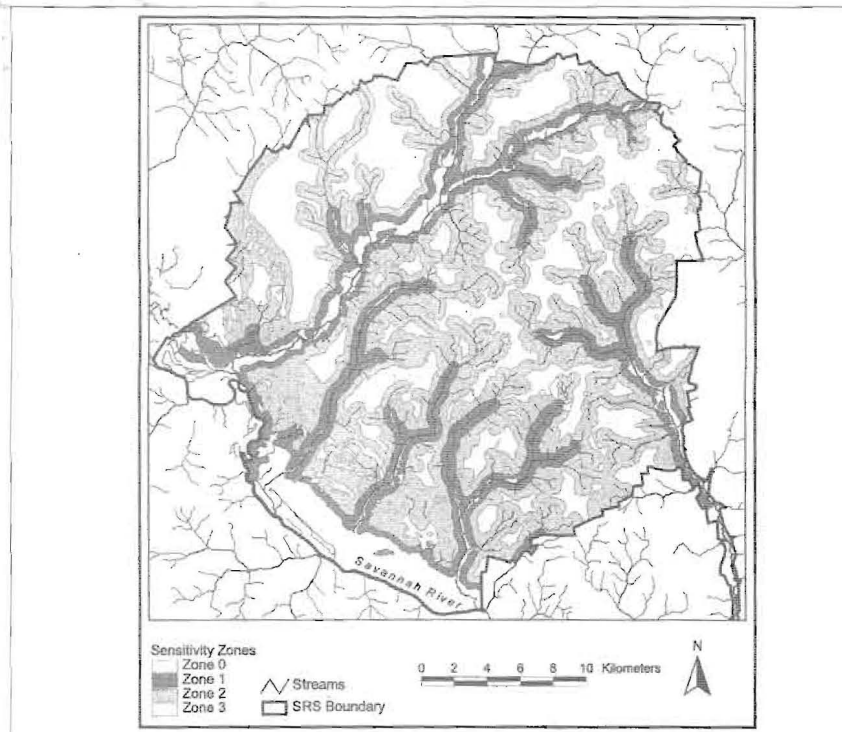 Savannah River
Sensitivity Zones
Zone 0
Zone 1
Zone 2
Zone 3
Streams
SRS Boundary
0 2 4 6 8 10 Kilometers
N